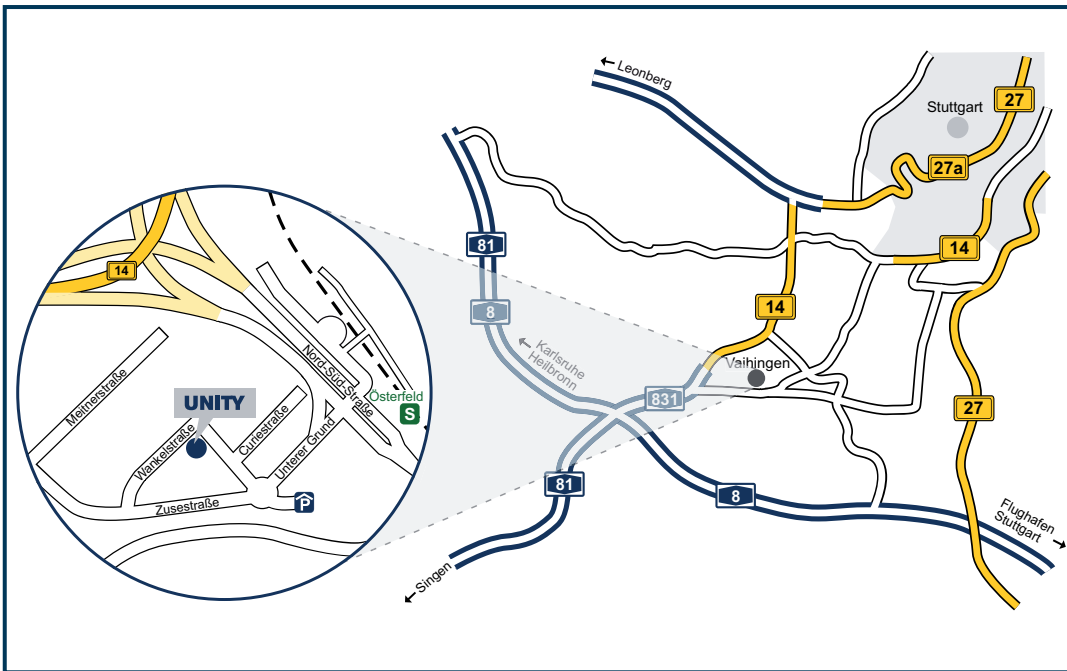 ← Leonberg
27
Stuttgart
27a
81
14
14
8
14
Karlsruhe
Heilbronn
Vaihingen
831
Nord-Süd-Straße
Österfeld
S
Meitnerstraße
UNITY
Wankelstraße
Curiestraße
Unterer Grund
27
81
8
Zusestraße
P
Flughafen
Stuttgart
Singen